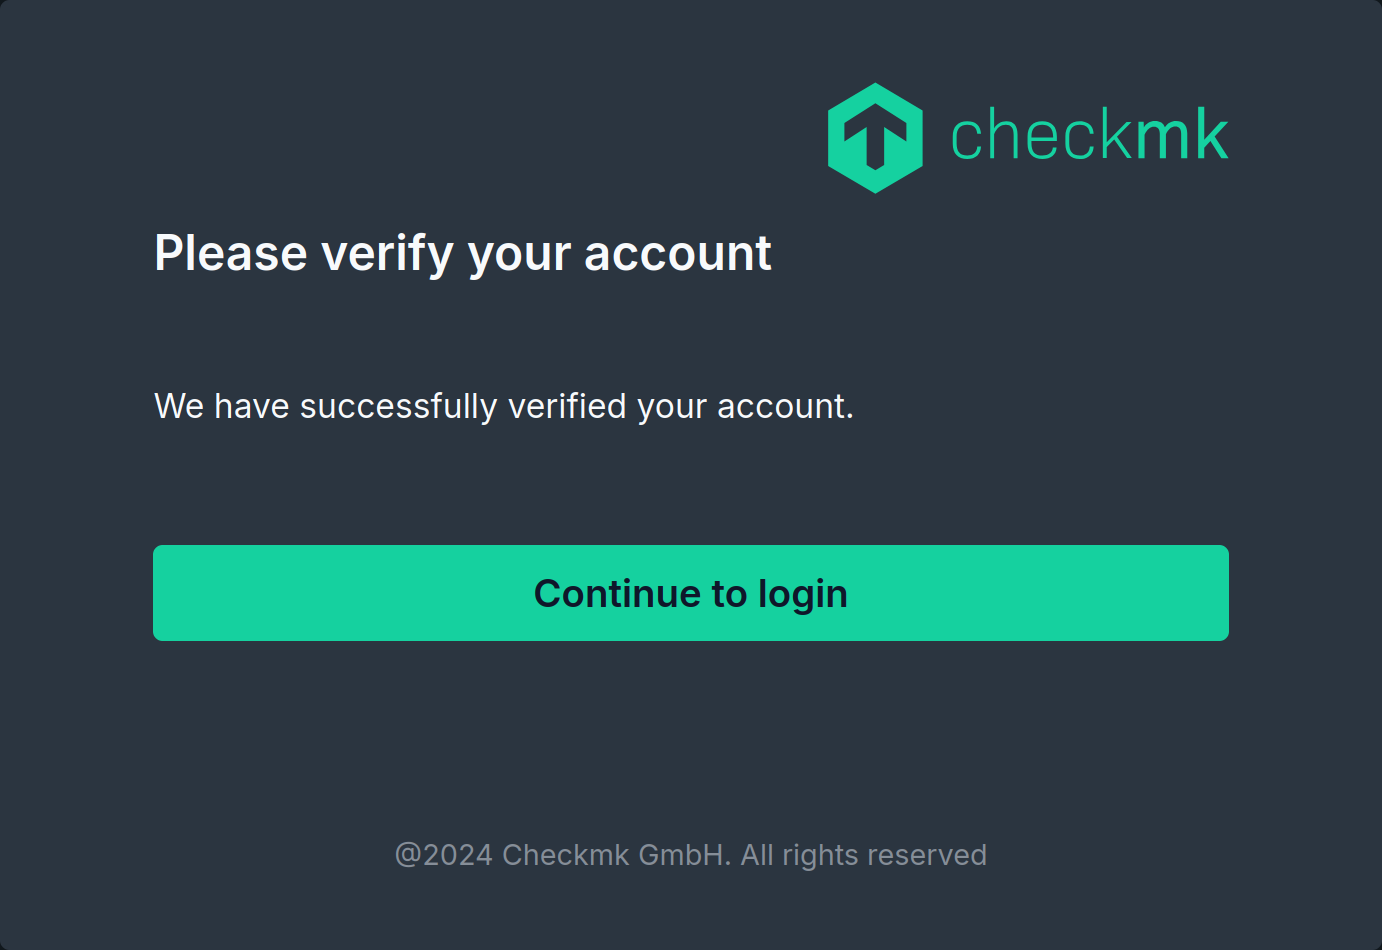 checkmk
Please verify your account
We have successfully verified your account.
Continue to login
@2024 Checkmk GmbH. All rights reserved